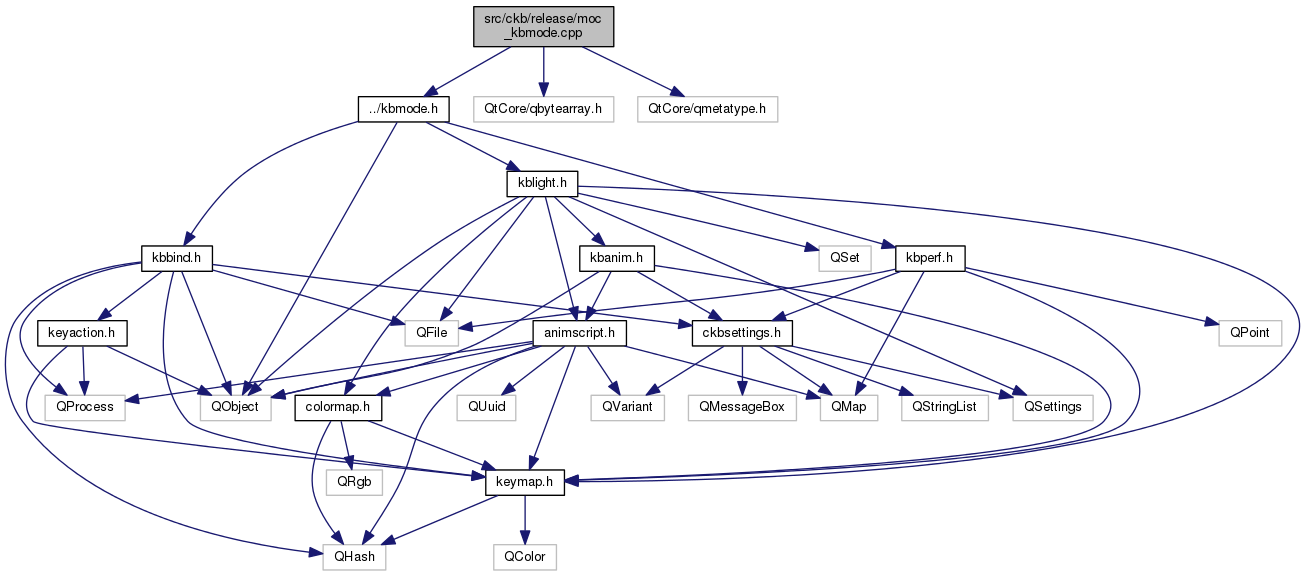 src/ckb/release/moc
_kbmode.cpp
../kbmode.h
QtCore/qbytearray.h
QtCore/qmetatype.h
kblight.h
kbbind.h
kbanim.h
QSet
kbperf.h
keyaction.h
QFile
animscript.h
ckbsettings.h
QPoint
QProcess
QObject
colormap.h
QUuid
QVariant
QMessageBox
QMap
QStringList
QSettings
QRgb
keymap.h
QHash
QColor